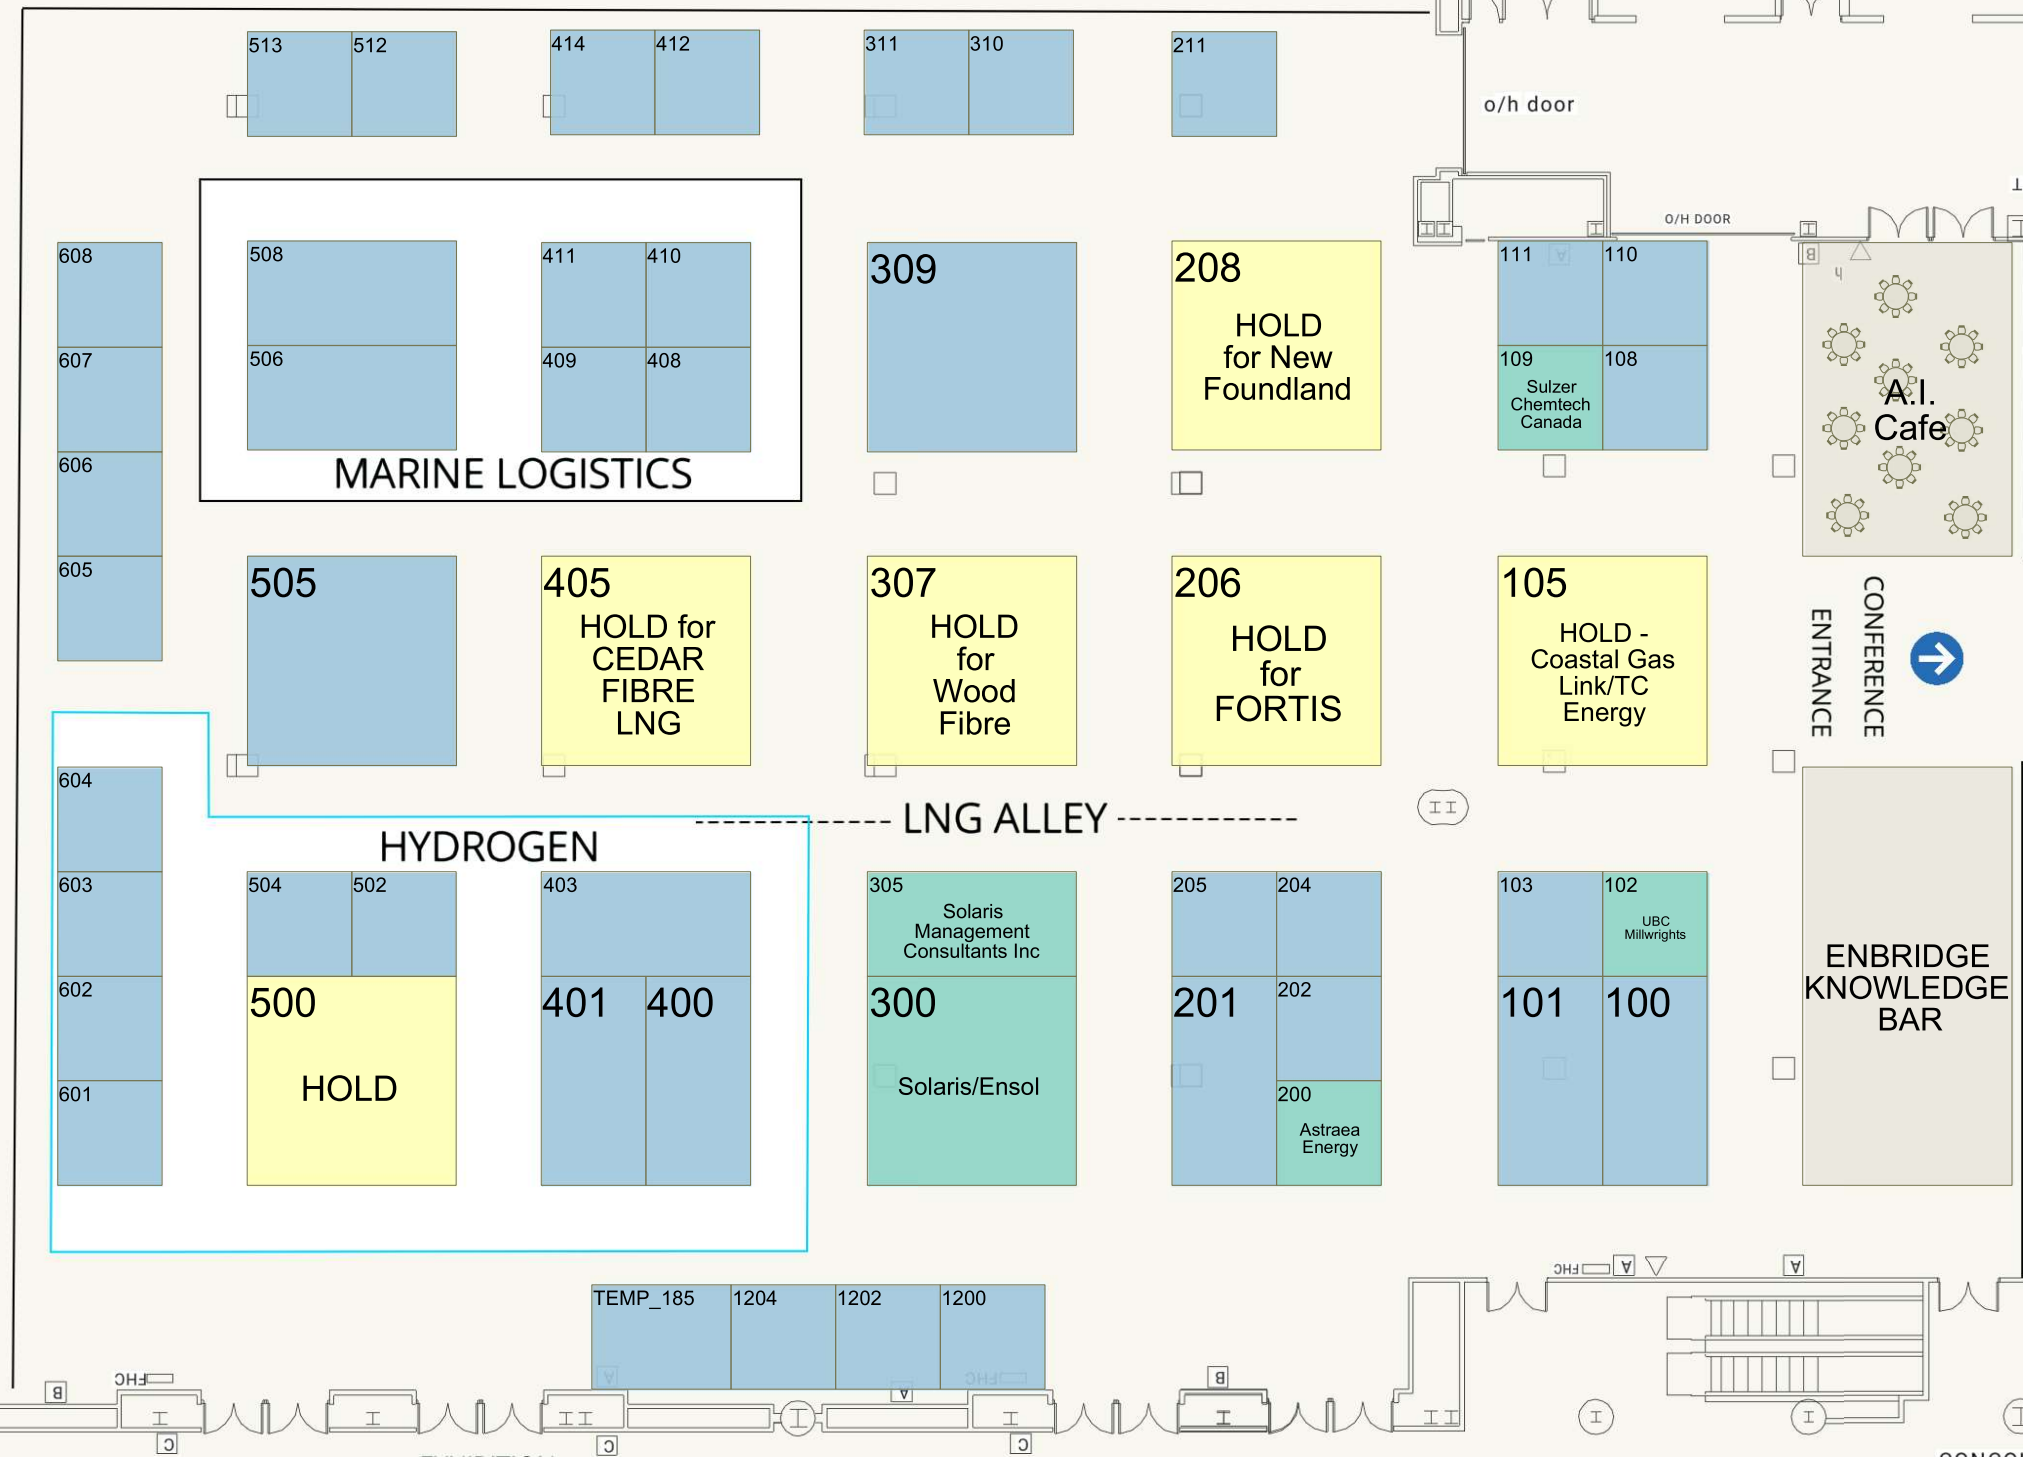 513
512
414
412
311
310
211
o/h door
O/H DOOR
608
607
606
605
508
506
411
410
409
408
MARINE LOGISTICS
309
208
HOLD
for New
Foundland
111
110
109
Sulzer
Chemtech
Canada
108
A
B
h
A.I.
Cafe
505
405
HOLD for
CEDAR
FIBRE
LNG
307
HOLD
for
Wood
Fibre
206
HOLD
for
FORTIS
105
HOLD -
Coastal Gas
Link/TC
Energy
CONFERENCE
ENTRANCE
LNG ALLEY
HYDROGEN
604
603
602
601
504
502
500
HOLD
403
401
400
305
Solaris
Management
Consultants Inc
300
Solaris/Ensol
205
204
201
202
200
Astraea
Energy
103
102
UBC
Millwrights
101
100
ENBRIDGE
KNOWLEDGE
BAR
FHC
A
A
TEMP_185
1204
1202
1200
B
FHC
A
A
FHC
B
C
C
C